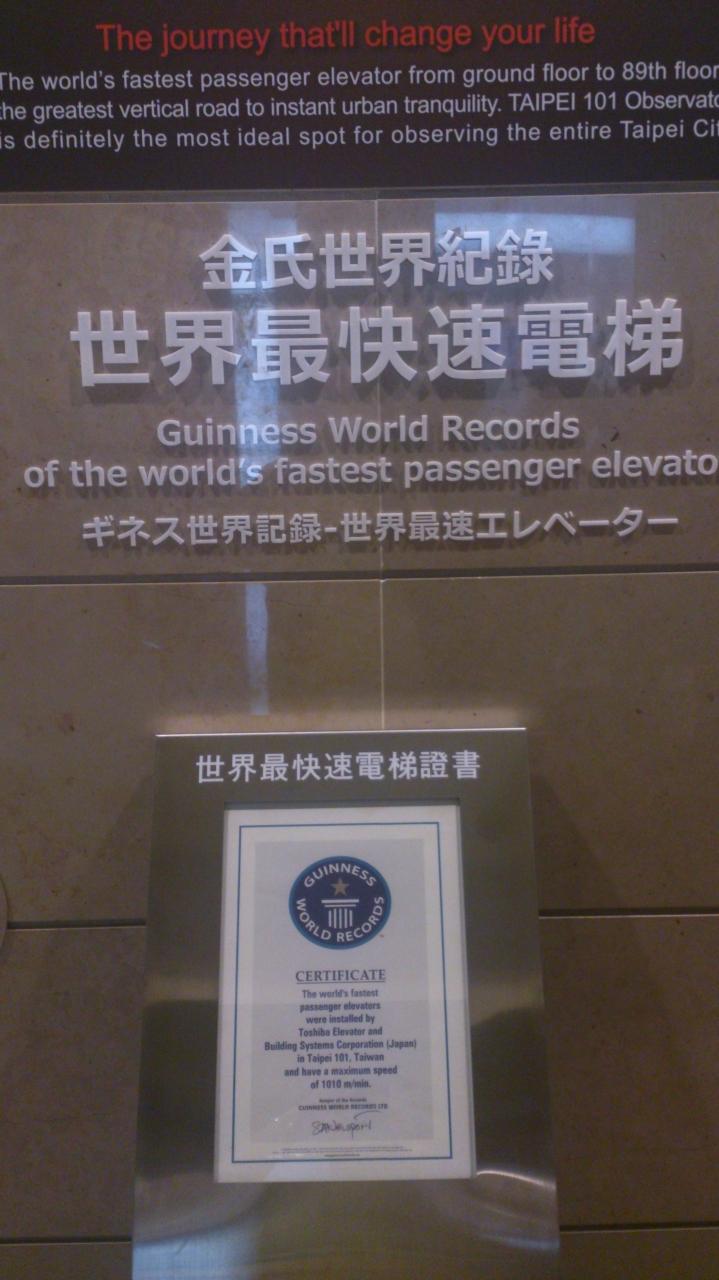 The journey that'll change your life
The world's fastest passenger elevator from ground floor to 89th floor
the greatest vertical road to instant urban tranquility. TAIPEI 101 Observato
is definitely the most ideal spot for observing the entire Taipei Cit
金氏世界紀錄
世界最快速電梯
Guinness World Records
of the world's fastest passenger elevato
ギネス世界記録-世界最速エレベーター
世界最快速電梯證書
GUINNESS
WORLD RECORDS
CERTIFICATE
The world's fastest
passenger elevators
were installed by
Toshiba Elevator and
Building Systems Corporation (Japan)
in Taipei 101, Taiwan
and have a maximum speed
of 1010 m/min.
Keeper of the Records
GUINNESS WORLD RECORDS LTD